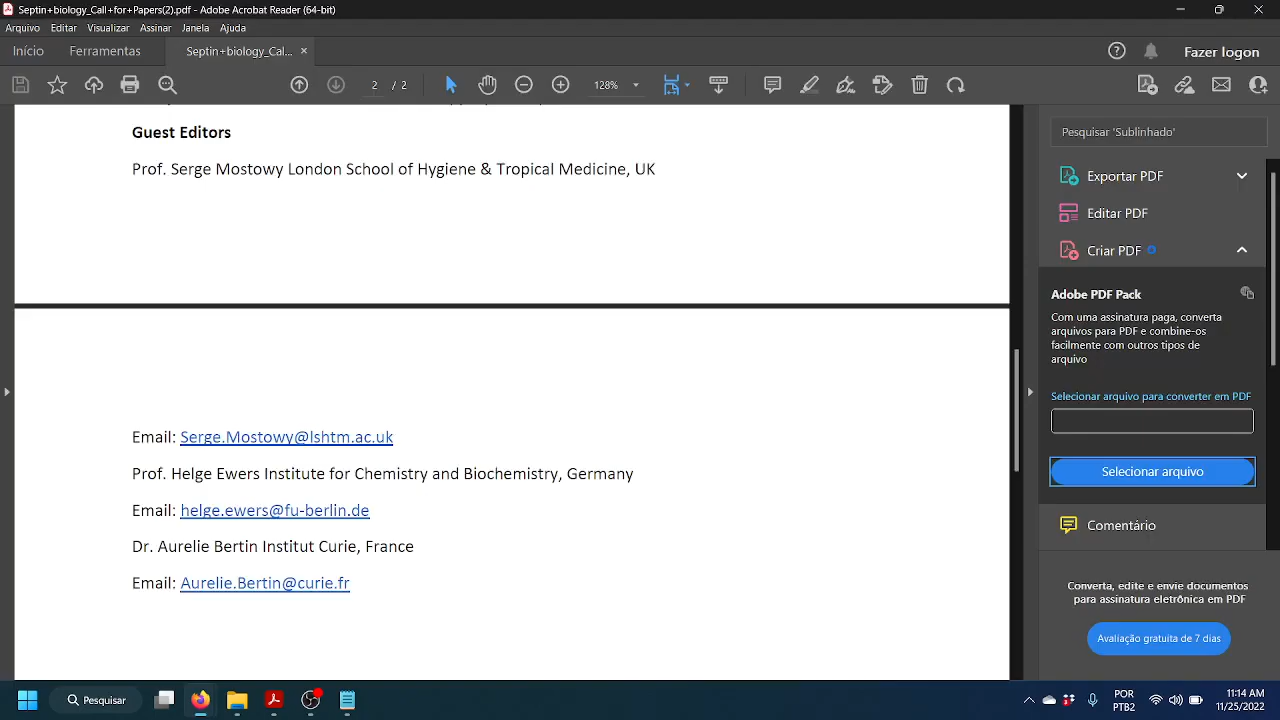 Septin+biology_Call+for+Papers(2).pdf - Adobe Acrobat Reader (64-bit)
Arquivo Editar Visualizar Assinar Janela Ajuda
Início Ferramentas Septin+biology_Cal... × Fazer logon
2 / 2 128%
Guest Editors
Prof. Serge Mostowy London School of Hygiene & Tropical Medicine, UK
Email: Serge.Mostowy@lshtm.ac.uk
Prof. Helge Ewers Institute for Chemistry and Biochemistry, Germany
Email: helge.ewers@fu-berlin.de
Dr. Aurelie Bertin Institut Curie, France
Email: Aurelie.Bertin@curie.fr
Pesquisar 'Sublinhado'
Exportar PDF
Editar PDF
Criar PDF
Adobe PDF Pack
Com uma assinatura paga, converta
arquivos para PDF e combine-os
facilmente com outros tipos de
arquivo
Selecionar arquivo para converter em PDF
Selecionar arquivo
Comentário
Converta, edite e envie documentos
para assinatura eletrônica em PDF
Avaliação gratuita de 7 dias
Pesquisar
POR
PTB2
11:14 AM
11/25/2022